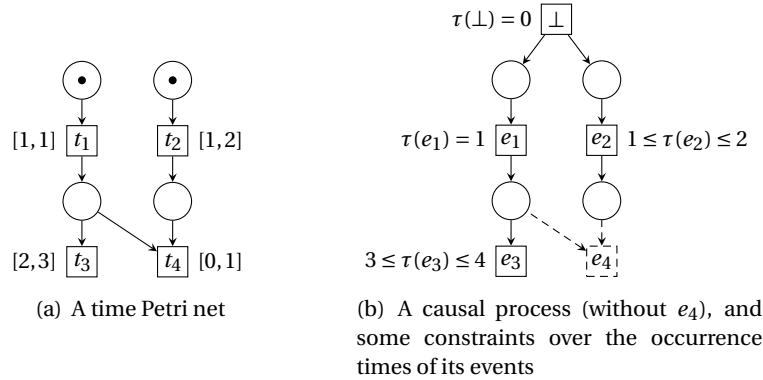 τ(⊥) = 0 ⊥
[1,1] t₁ t₂ [1,2]
τ(e₁) = 1 e₁ e₂ 1 ≤ τ(e₂) ≤ 2
[2,3] t₃ t₄ [0,1]
3 ≤ τ(e₃) ≤ 4 e₃ e₄
(a) A time Petri net
(b) A causal process (without e₄), and
some constraints over the occurrence
times of its events